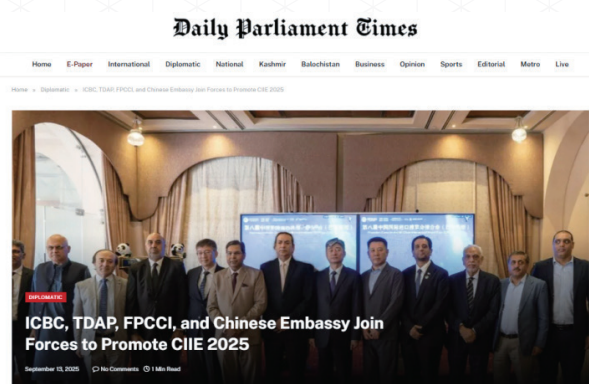 Daily Parliament Times
Home E-Paper International Diplomatic National Kashmir Balochistan Business Opinion Sports Editorial Metro Live
Home » Diplomatic » ICBC, TDAP, FPCCI, and Chinese Embassy Join Forces to Promote CIIE 2025
DIPLOMATIC
ICBC, TDAP, FPCCI, and Chinese Embassy Join
Forces to Promote CIIE 2025
September 13, 2025 No Comments 1 Min Read